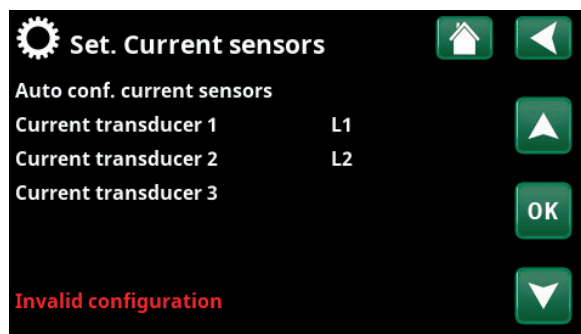 Set. Current sensors
Auto conf. current sensors
Current transducer 1 L1
Current transducer 2 L2
Current transducer 3
OK
Invalid configuration